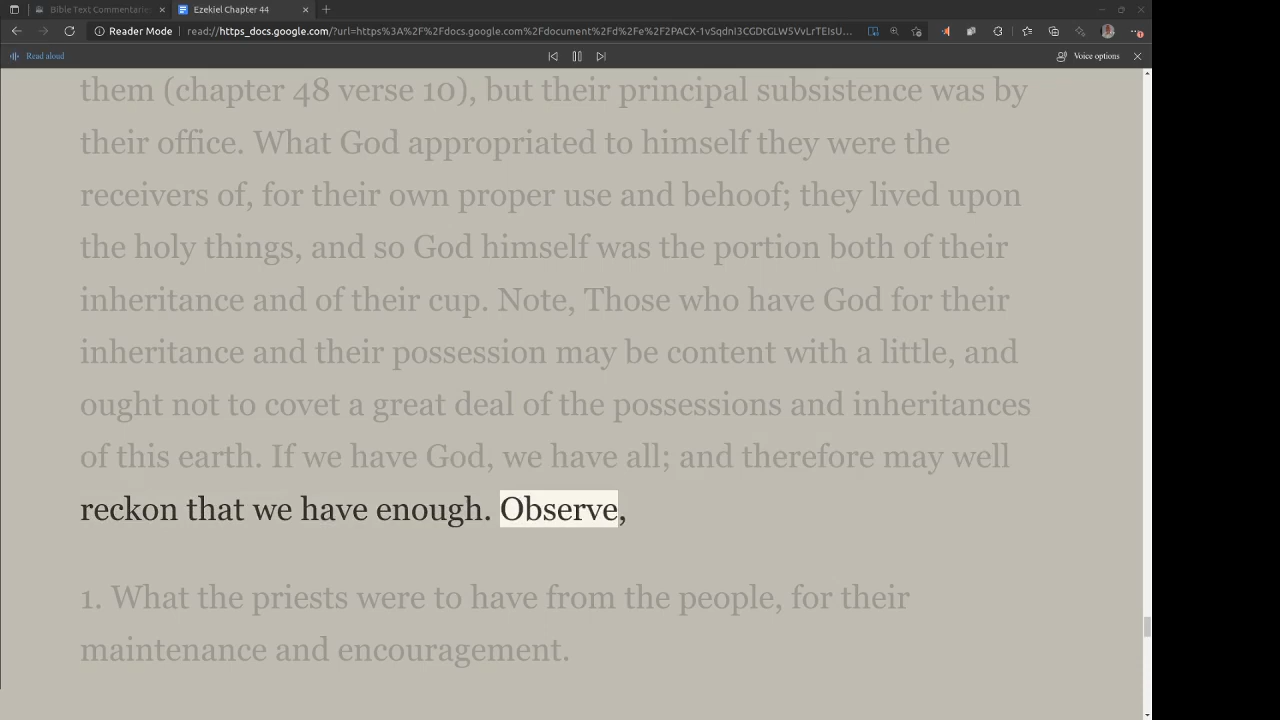 Bible Text Commentaries
Ezekiel Chapter 44
Reader Mode
read://https_docs.google.com/?url=https%3A%2F%2Fdocs.google.com%2Fdocument%2Fd%2Fe%2F2PACX-1vSqdnI3CGDtGLW5VvLrTEIsU...
Read aloud
Voice options
them (chapter 48 verse 10), but their principal subsistence was by
their office. What God appropriated to himself they were the
receivers of, for their own proper use and behoof; they lived upon
the holy things, and so God himself was the portion both of their
inheritance and of their cup. Note, Those who have God for their
inheritance and their possession may be content with a little, and
ought not to covet a great deal of the possessions and inheritances
of this earth. If we have God, we have all; and therefore may well
reckon that we have enough. Observe,
1. What the priests were to have from the people, for their
maintenance and encouragement.